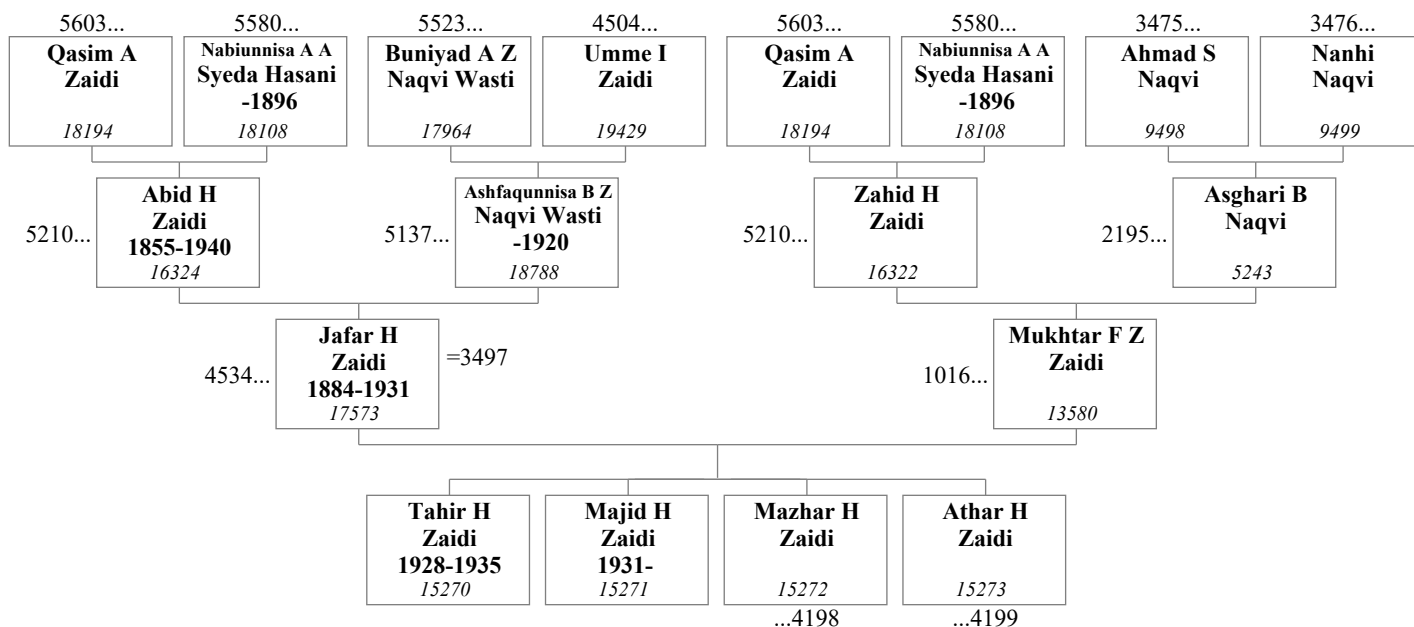 5603...
5580...
5523...
4504...
5603...
5580...
3475...
3476...
Qasim A
Zaidi
18194
Nabiunnisa A A
Syeda Hasani
-1896
18108
Buniyad A Z
Naqvi Wasti
17964
Umme I
Zaidi
19429
Qasim A
Zaidi
18194
Nabiunnisa A A
Syeda Hasani
-1896
18108
Ahmad S
Naqvi
9498
Nanhi
Naqvi
9499
5210...
Abid H
Zaidi
1855-1940
16324
5137...
Ashfaqunnisa B Z
Naqvi Wasti
-1920
18788
5210...
Zahid H
Zaidi
16322
2195...
Asghari B
Naqvi
5243
4534...
Jafar H
Zaidi
1884-1931
17573
=3497
1016...
Mukhtar F Z
Zaidi
13580
Tahir H
Zaidi
1928-1935
15270
Majid H
Zaidi
1931-
15271
Mazhar H
Zaidi
15272
...4198
Athar H
Zaidi
15273
...4199